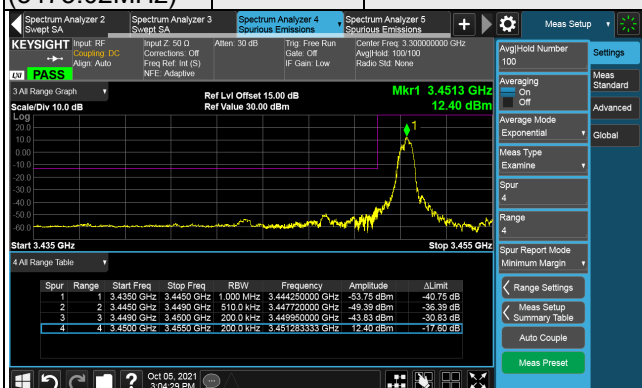 Spectrum Analyzer 2
Swept SA
Spectrum Analyzer 3
Swept SA
Spectrum Analyzer 4
Spurious Emissions
Spectrum Analyzer 5
Spurious Emissions
+
Meas Setup
KEYSIGHT
Input: RF
Coupling: DC
Align: Auto
Input Z: 50 Ω
Corrections: Off
Freq Ref: Int (S)
NFE: Adaptive
Atten: 30 dB
Trig: Free Run
Gate: Off
IF Gain: Low
Center Freq: 3.300000000 GHz
Avg|Hold: 100/100
Radio Std: None
LXI PASS
3 All Range Graph
Scale/Div 10.0 dB
Ref Lvl Offset 15.00 dB
Ref Value 30.00 dBm
Mkr1 3.4513 GHz
12.40 dBm
Log
20.0
10.0
0.00
-10.0
-20.0
-30.0
-40.0
-50.0
-60.0
1
Start 3.435 GHz
Stop 3.455 GHz
4 All Range Table
Spur Range Start Freq Stop Freq RBW Frequency Amplitude ΔLimit
1 1 3.4350 GHz 3.4450 GHz 1.000 MHz 3.444250000 GHz -53.75 dBm -40.75 dB
2 2 3.4450 GHz 3.4490 GHz 510.0 kHz 3.447720000 GHz -49.39 dBm -36.39 dB
3 3 3.4490 GHz 3.4500 GHz 200.0 kHz 3.449950000 GHz -43.83 dBm -30.83 dB
4 4 3.4500 GHz 3.4550 GHz 200.0 kHz 3.451283333 GHz 12.40 dBm -17.60 dB
Avg|Hold Number
100
Averaging
On
Off
Average Mode
Exponential
Meas Type
Examine
Spur
4
Range
4
Spur Report Mode
Minimum Margin
Range Settings
Meas Setup
Summary Table
Auto Couple
Meas Preset
Settings
Meas
Standard
Advanced
Global
?
Oct 05, 2021
3:04:29 PM